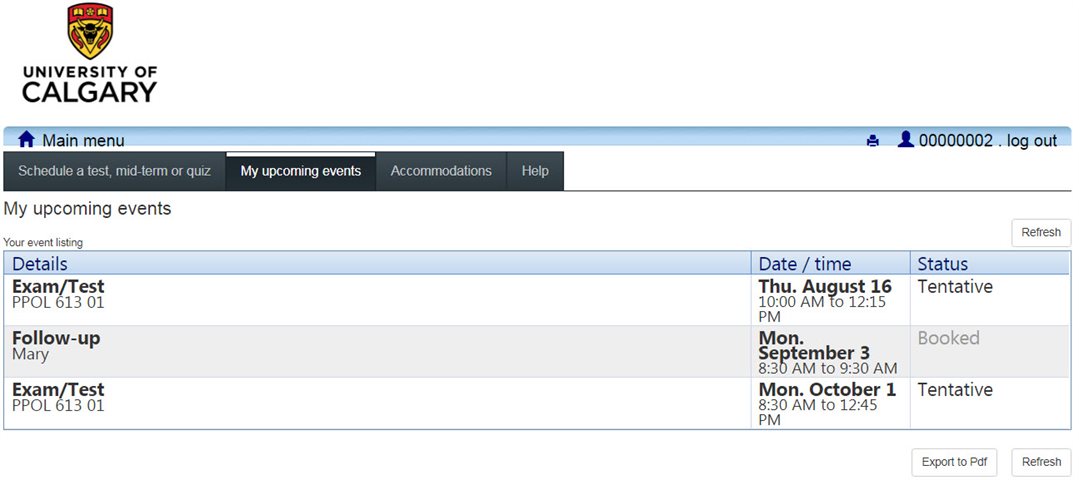 UNIVERSITY OF
CALGARY
Main menu 00000002 . log out
Schedule a test, mid-term or quiz My upcoming events Accommodations Help
My upcoming events
Refresh
Your event listing
Details Date / time Status
Exam/Test Thu. August 16 Tentative
PPOL 613 01 10:00 AM to 12:15
PM
Follow-up Mon. Booked
Mary September 3
8:30 AM to 9:30 AM
Exam/Test Mon. October 1 Tentative
PPOL 613 01 8:30 AM to 12:45
PM
Export to Pdf Refresh